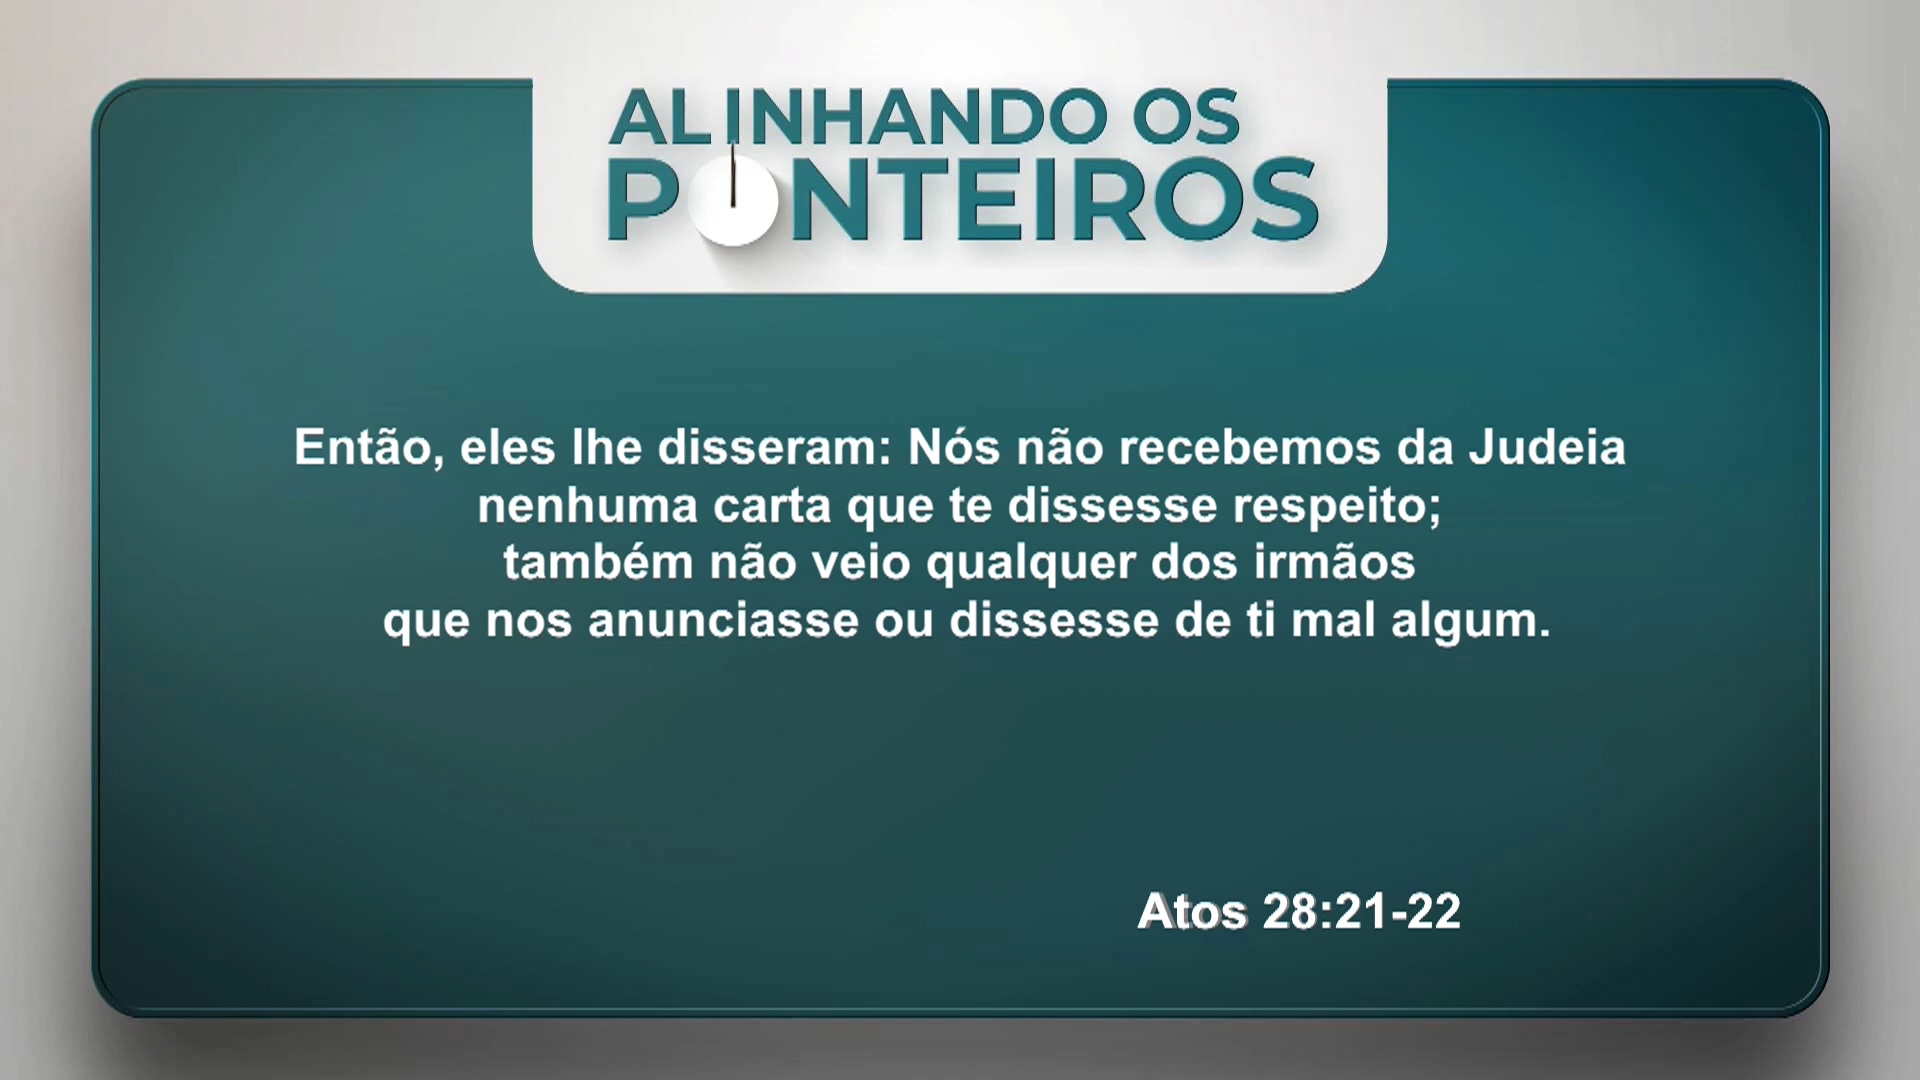 ALINHANDO OS
PONTEIROS
Então, eles lhe disseram: Nós não recebemos da Judeia
nenhuma carta que te dissesse respeito;
também não veio qualquer dos irmãos
que nos anunciasse ou dissesse de ti mal algum.
Atos 28:21-22